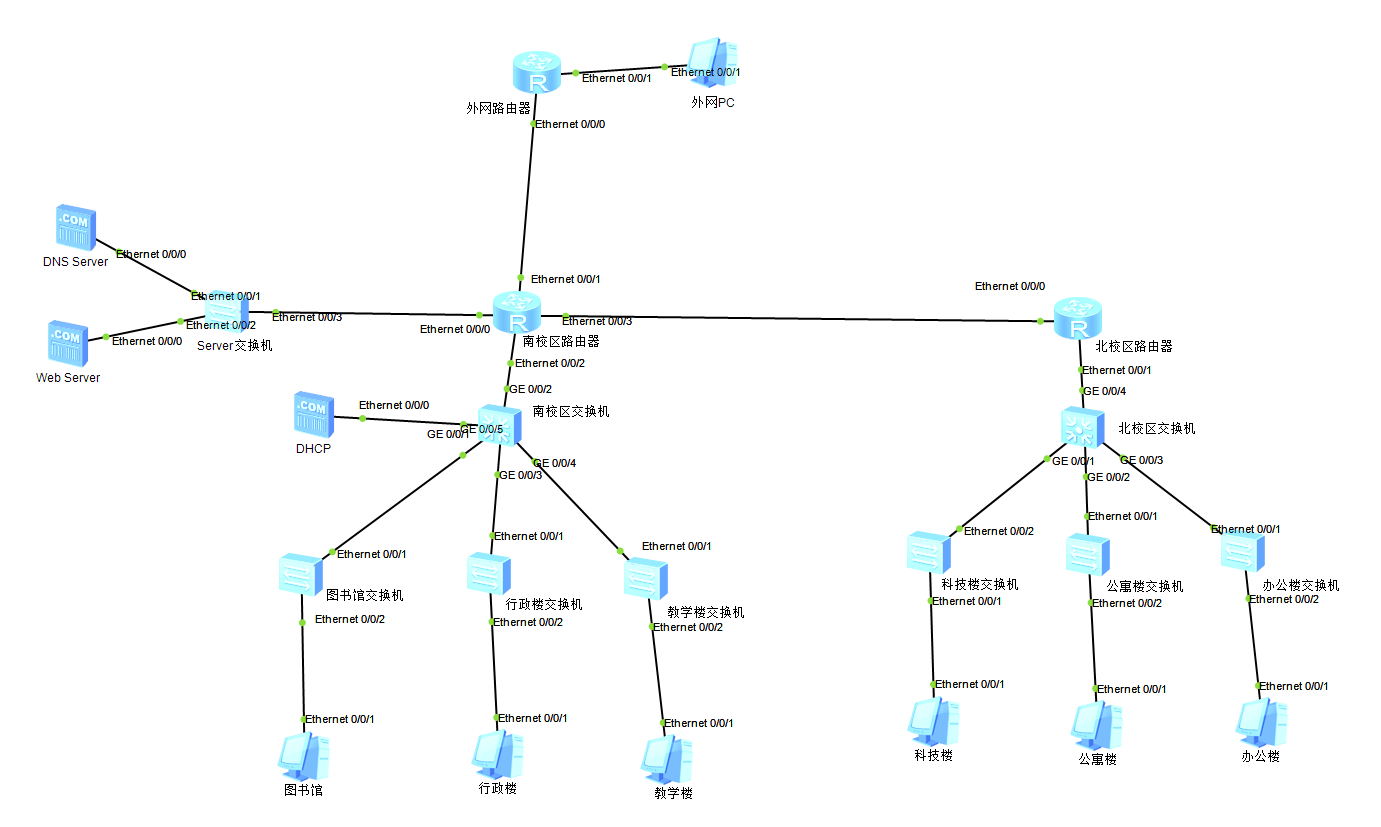 Ethernet 0/0/1
Ethernet 0/0/1
外网路由器
外网PC
Ethernet 0/0/0
.COM
DNS Server
Ethernet 0/0/0
Ethernet 0/0/1
Ethernet 0/0/1
Ethernet 0/0/0
.COM
Web Server
Ethernet 0/0/0
Ethernet 0/0/2
Ethernet 0/0/3
Server交换机
Ethernet 0/0/0
Ethernet 0/0/3
R
R
R
南校区路由器
北校区路由器
Ethernet 0/0/2
Ethernet 0/0/1
GE 0/0/2
GE 0/0/4
.COM
DHCP
Ethernet 0/0/0
GE 0/0/1
GE 0/0/5
南校区交换机
北校区交换机
GE 0/0/3
GE 0/0/4
GE 0/0/1
GE 0/0/2
GE 0/0/3
Ethernet 0/0/1
Ethernet 0/0/1
Ethernet 0/0/1
Ethernet 0/0/2
Ethernet 0/0/1
Ethernet 0/0/1
图书馆交换机
行政楼交换机
教学楼交换机
科技楼交换机
公寓楼交换机
办公楼交换机
Ethernet 0/0/2
Ethernet 0/0/2
Ethernet 0/0/2
Ethernet 0/0/1
Ethernet 0/0/2
Ethernet 0/0/2
Ethernet 0/0/1
Ethernet 0/0/1
Ethernet 0/0/1
Ethernet 0/0/1
Ethernet 0/0/1
Ethernet 0/0/1
图书馆
行政楼
教学楼
科技楼
公寓楼
办公楼